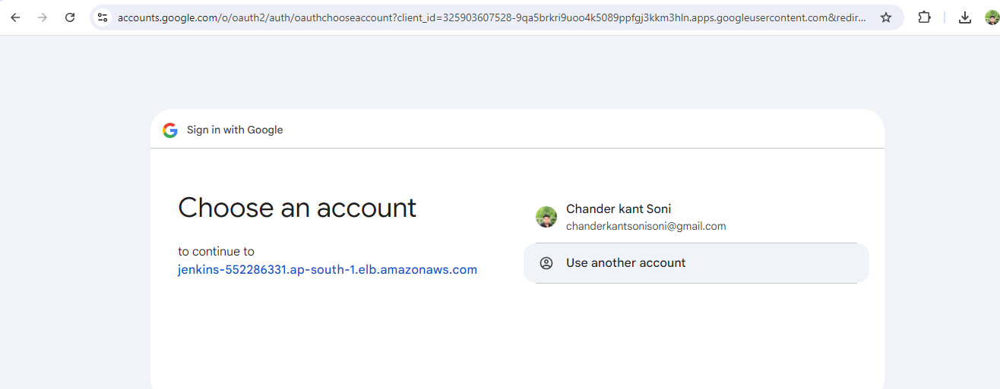 accounts.google.com/o/oauth2/auth/oauthchooseaccount?client_id=325903607528-9qa5brkri9uoo4k5089ppfgj3kkm3hln.apps.googleusercontent.com&redir...
Sign in with Google
Choose an account
to continue to
jenkins-552286331.ap-south-1.elb.amazonaws.com
Chander kant Soni
chanderkantsonisoni@gmail.com
Use another account